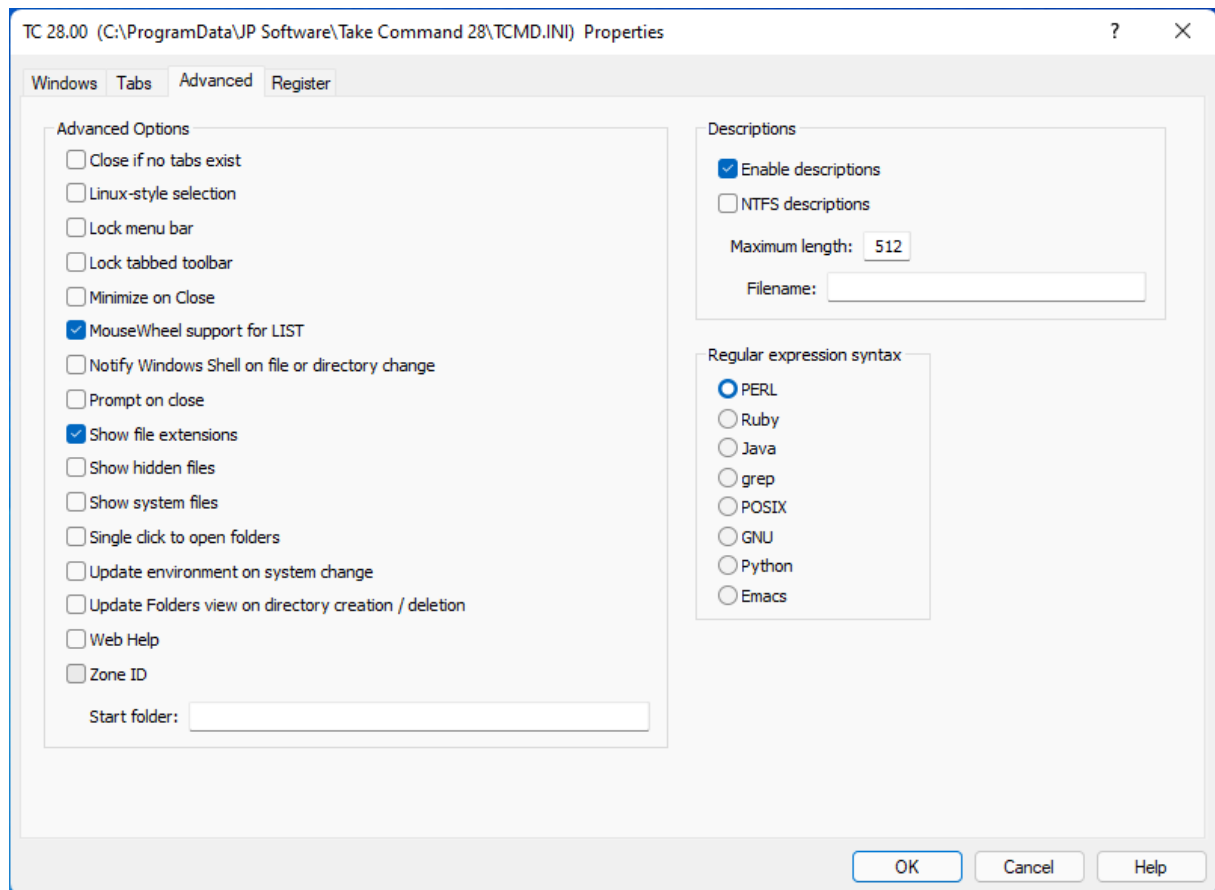 TC 28.00 (C:\ProgramData\JP Software\Take Command 28\TCMD.INI) Properties
?
Windows Tabs Advanced Register
Advanced Options
Close if no tabs exist
Linux-style selection
Lock menu bar
Lock tabbed toolbar
Minimize on Close
MouseWheel support for LIST
Notify Windows Shell on file or directory change
Prompt on close
Show file extensions
Show hidden files
Show system files
Single click to open folders
Update environment on system change
Update Folders view on directory creation / deletion
Web Help
Zone ID
Start folder:
Descriptions
Enable descriptions
NTFS descriptions
Maximum length: 512
Filename:
Regular expression syntax
PERL
Ruby
Java
grep
POSIX
GNU
Python
Emacs
OK Cancel Help